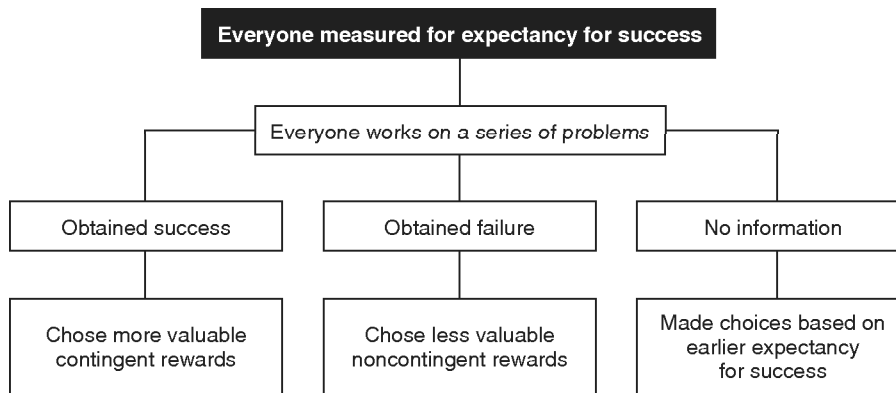 Everyone measured for expectancy for success
Everyone works on a series of problems
Obtained success
Obtained failure
No information
Chose more valuable
contingent rewards
Chose less valuable
noncontingent rewards
Made choices based on
earlier expectancy
for success